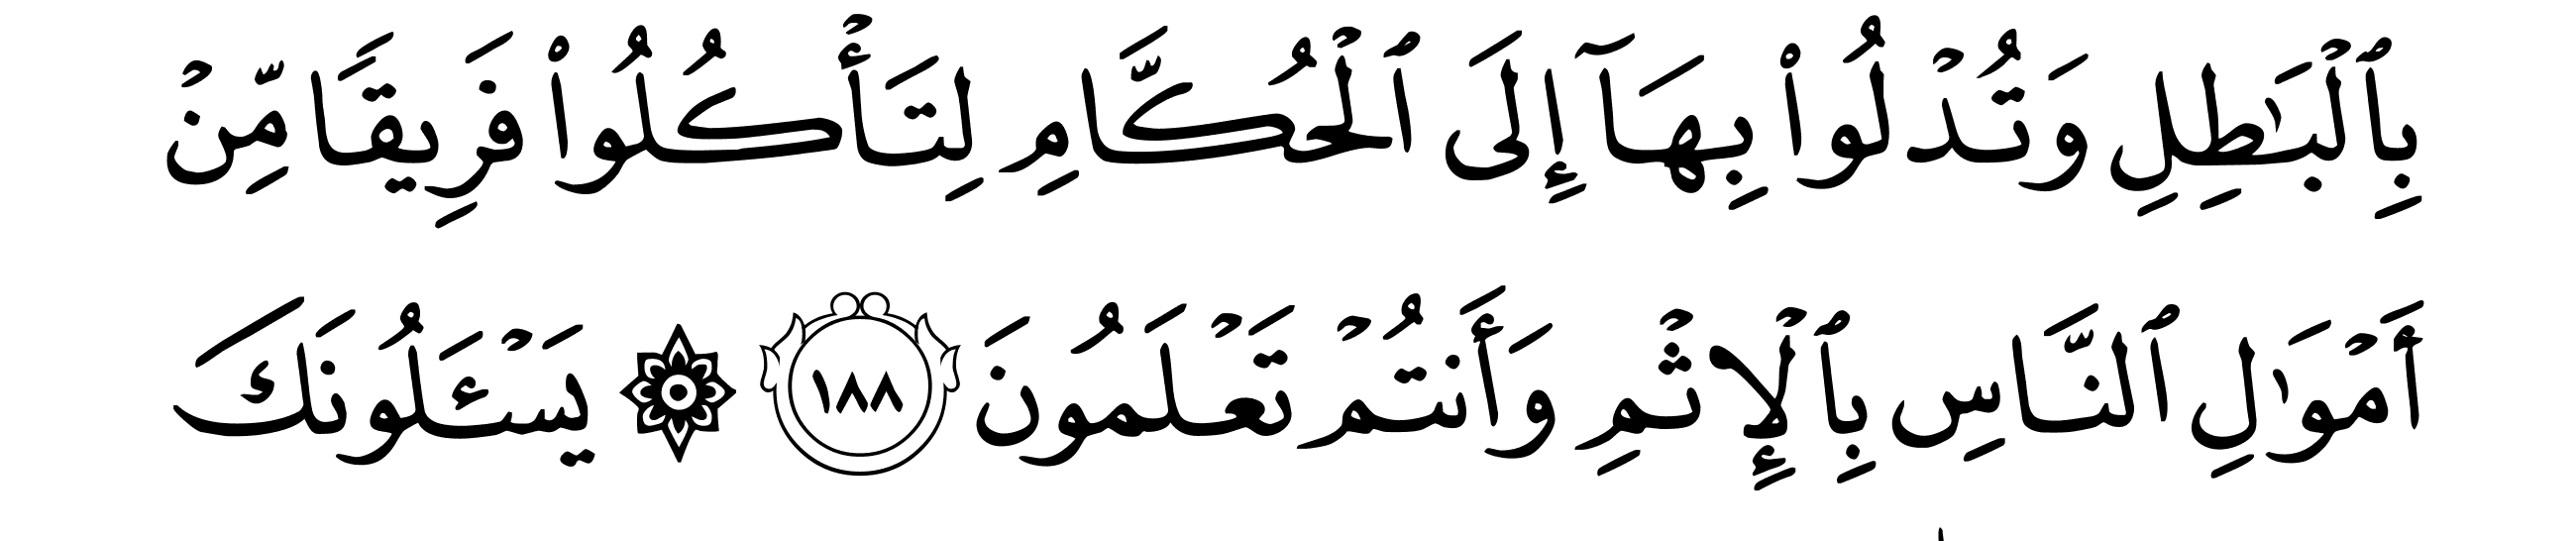 بِٱلۡبَٰطِلِ وَتُدۡلُواْ بِهَآ إِلَى ٱلۡحُكَّامِ لِتَأۡكُلُواْ فَرِيقٗا مِّنۡ
أَمۡوَٰلِ ٱلنَّاسِ بِٱلۡإِثۡمِ وَأَنتُمۡ تَعۡلَمُونَ ١٨٨ ۞ يَسۡـَٔلُونَكَ